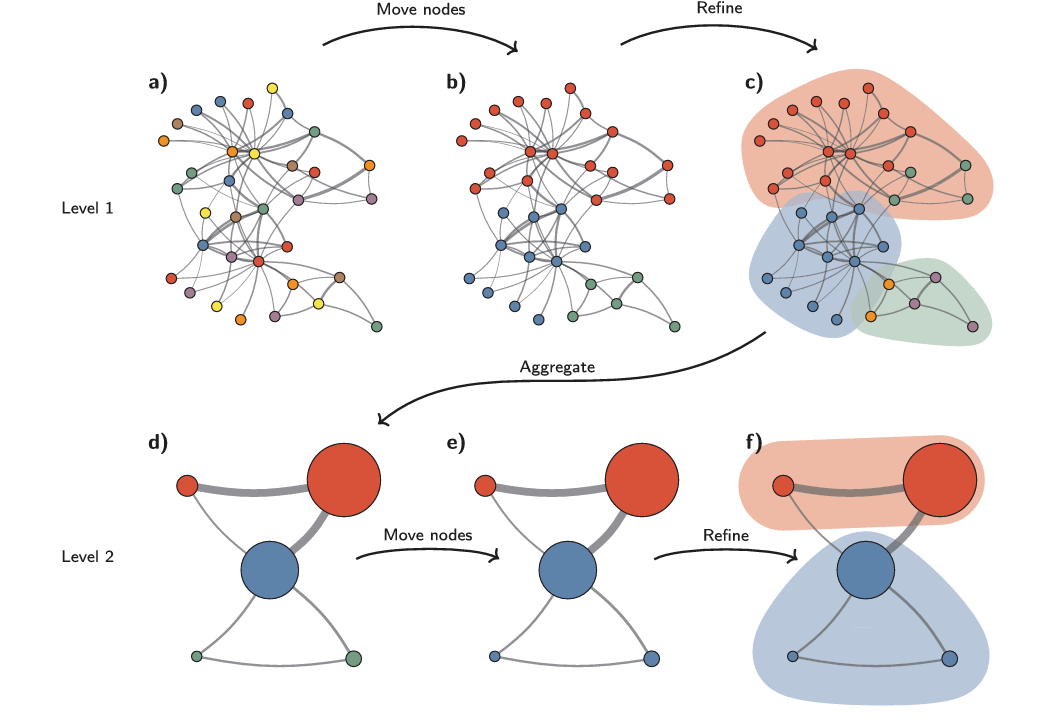 Move nodes
Refine
a)
b)
c)
Level 1
Aggregate
d)
e)
f)
Move nodes
Refine
Level 2